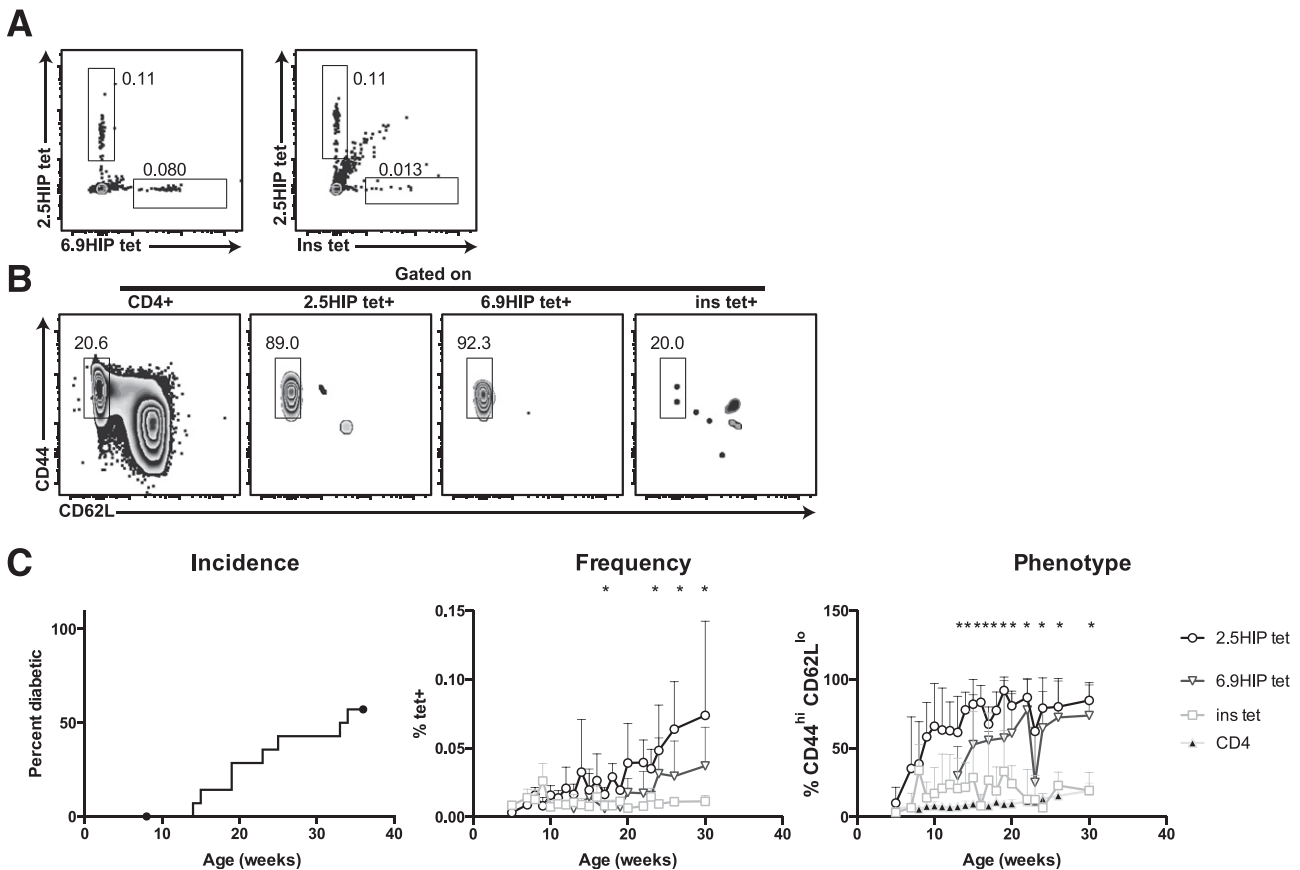 A
2.5HIP tet
0.11
0.080
6.9HIP tet
2.5HIP tet
0.11
0.013
Ins tet
B
Gated on
CD4+
2.5HIP tet+
6.9HIP tet+
ins tet+
CD44
20.6
89.0
92.3
20.0
CD62L
C
Incidence
Percent diabetic
100
50
0
0
10
20
30
40
Age (weeks)
Frequency
* * * *
% tet+
0.15
0.10
0.05
0.00
0
10
20
30
40
Age (weeks)
Phenotype
***** * * * * * *
% CD44hi CD62Llo
150
100
50
0
0
10
20
30
40
Age (weeks)
2.5HIP tet
6.9HIP tet
ins tet
CD4